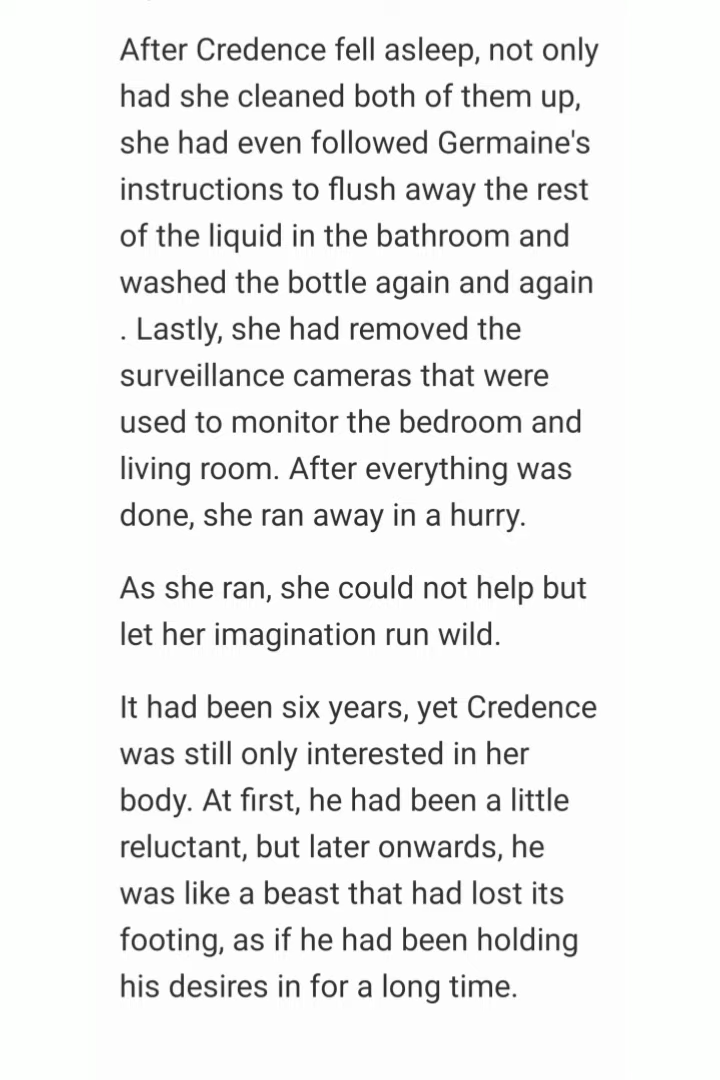 After Credence fell asleep, not only
had she cleaned both of them up,
she had even followed Germaine's
instructions to flush away the rest
of the liquid in the bathroom and
washed the bottle again and again
. Lastly, she had removed the
surveillance cameras that were
used to monitor the bedroom and
living room. After everything was
done, she ran away in a hurry.
As she ran, she could not help but
let her imagination run wild.
It had been six years, yet Credence
was still only interested in her
body. At first, he had been a little
reluctant, but later onwards, he
was like a beast that had lost its
footing, as if he had been holding
his desires in for a long time.